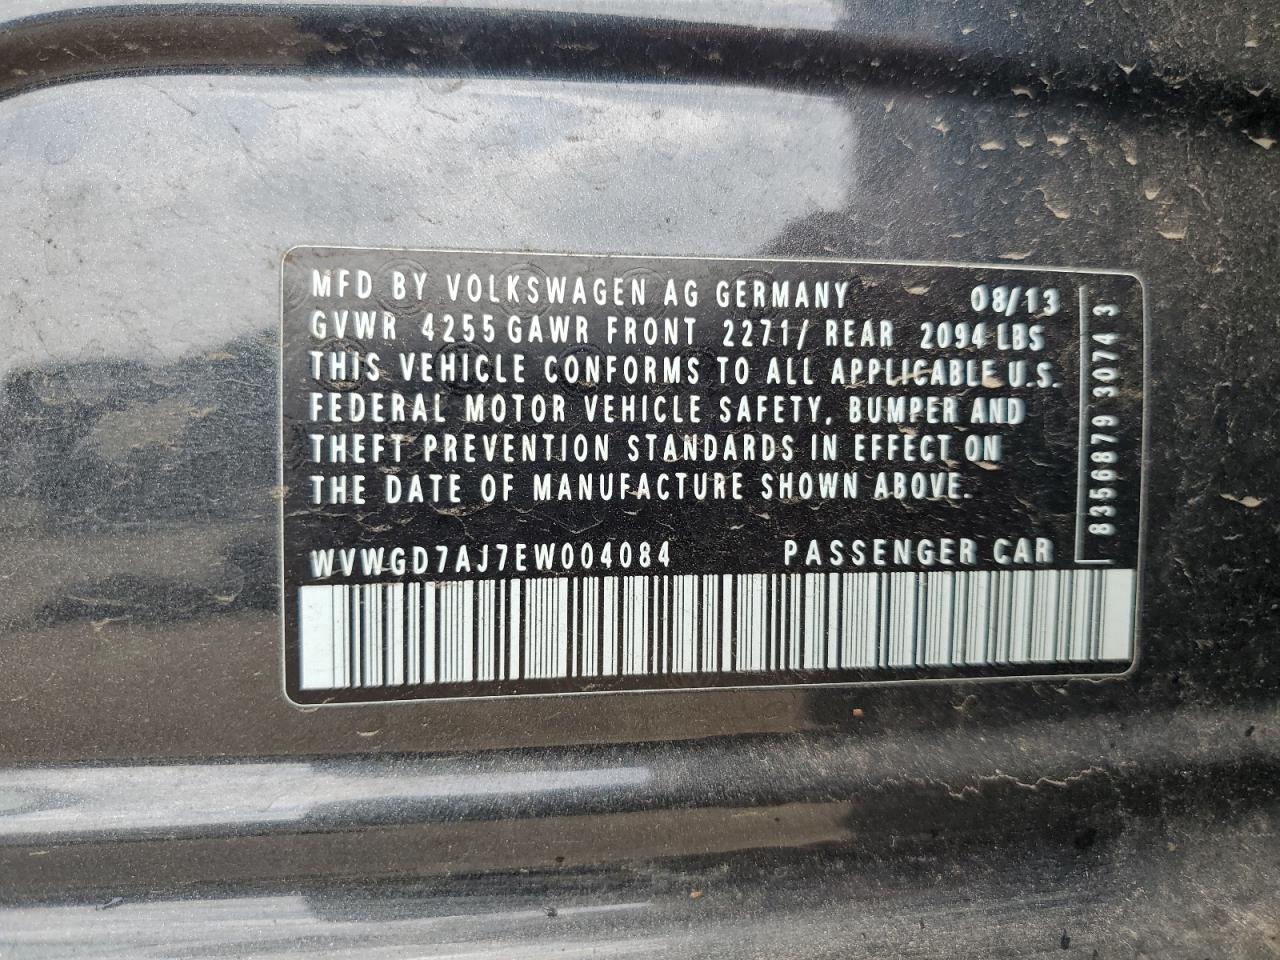 MFD BY VOLKSWAGEN AG GERMANY 08/13
GVWR 4255 GAWR FRONT 2271/ REAR 2094 LBS
THIS VEHICLE CONFORMS TO ALL APPLICABLE U.S.
FEDERAL MOTOR VEHICLE SAFETY, BUMPER AND
THEFT PREVENTION STANDARDS IN EFFECT ON
THE DATE OF MANUFACTURE SHOWN ABOVE.
WVWGD7AJ7EW004084 PASSENGER CAR
8356879 3074 3